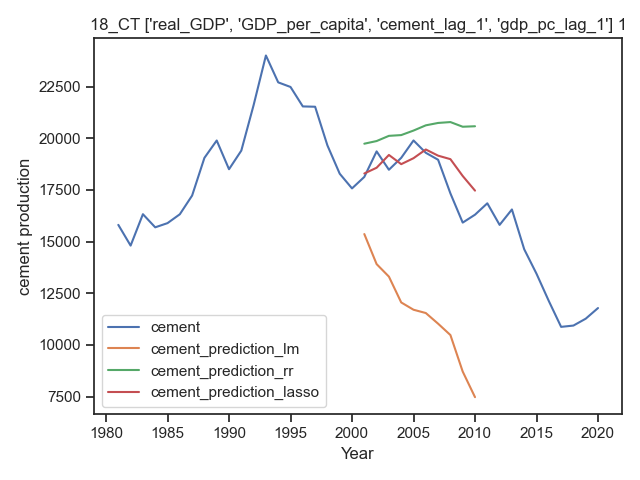 18_CT ['real_GDP', 'GDP_per_capita', 'cement_lag_1', 'gdp_pc_lag_1'] 1
22500
20000
17500
15000
12500
10000
7500
cement production
cement
cement_prediction_lm
cement_prediction_rr
cement_prediction_lasso
1980 1985 1990 1995 2000 2005 2010 2015 2020
Year